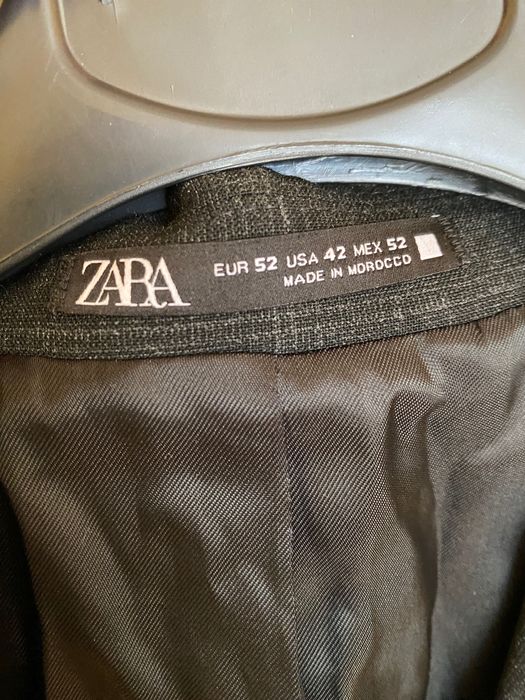 ZARA
EUR 52 USA 42 MEX 52
MADE IN MOROCCO